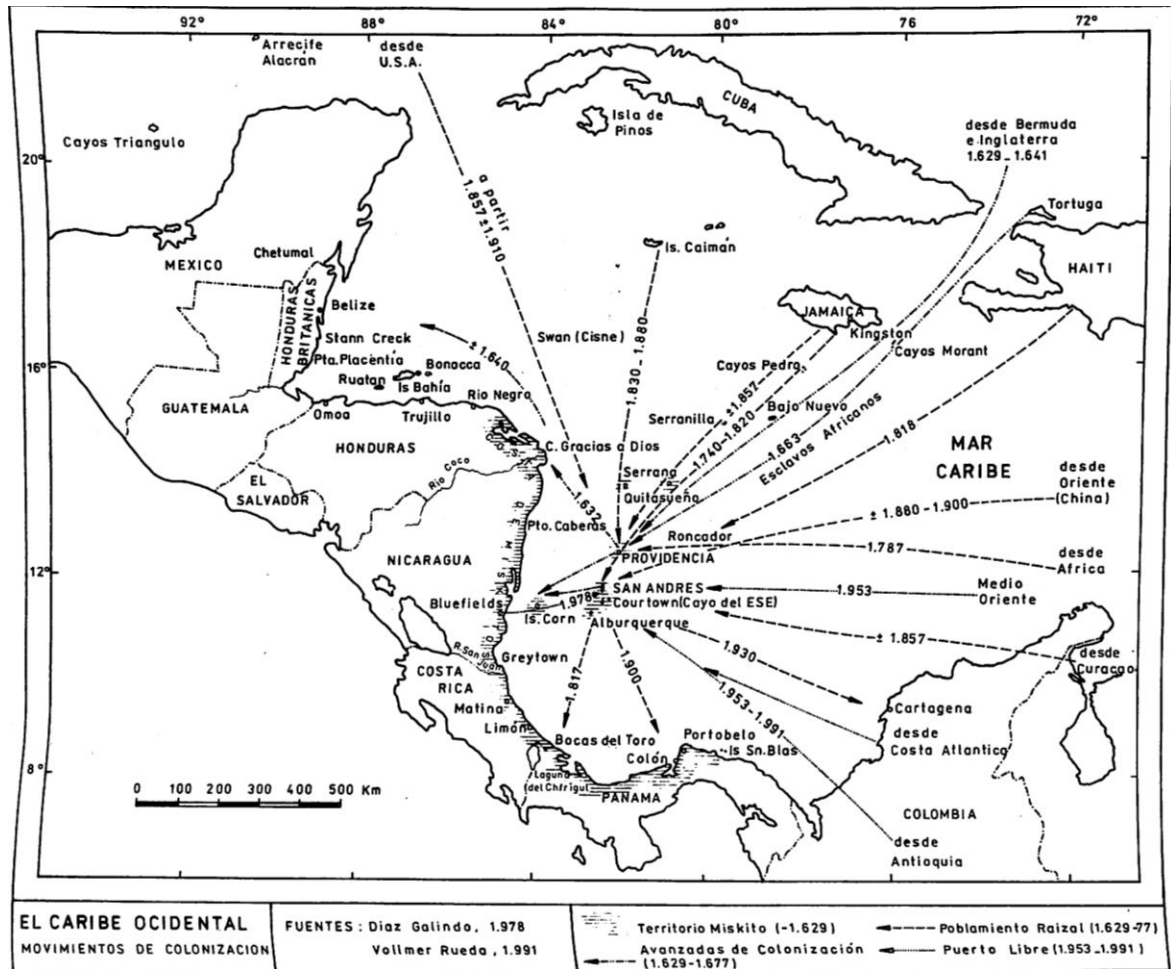 92°
88°
84°
80°
76°
72°
Arrecife
Alacrán
desde
U.S.A.
CUBA
Isla de
Pinos
desde Bermuda
e Inglaterra
1.629-1.641
Cayos Triangulo
20°
a partir
1.857±1.910
Tortuga
Is. Caimán
Chetumal
MEXICO
HAITI
HONDURAS
BRITANICAS
Belize
JAMAICA
Kingston
Swan (Cisne)
Stann Creck
± 1.640
Cayos Morant
1.830-1.880
Pta. Placentia
Bonacca
Cayos Pedro
16°
Ruatan
Is Bahía
Rio Negro
±1.857
GUATEMALA
Omoa
Trujillo
Serranilla
1.740-1.820
Bajo Nuevo
1.663
Esclavos Africanos
1.818
HONDURAS
C. Gracias a Dios
MAR
CARIBE
Rio Coco
EL
SALVADOR
Serrana
Quitasueño
desde
Oriente
(China)
1.632
Pto. Cabezas
Roncador
± 1.880-1.900
PROVIDENCIA
NICARAGUA
1.787
desde
Africa
12°
SAN ANDRES
1.953
Medio
Oriente
Bluefields
1.978
Courtown (Cayo del ESE)
Is. Corn
Alburquerque
± 1.857
R. San Juan
Greytown
1.930
desde
Curacao
COSTA
RICA
1.817
1.900
1.953-1.991
Matina
Cartagena
Limón
desde
Costa Atlantica
Bocas del Toro
Portobelo
Is Sn. Blas
Colón
8°
Laguna
0 100 200 300 400 500 Km
PANAMA
COLOMBIA
desde
Antioquia
EL CARIBE OCCIDENTAL
MOVIMIENTOS DE COLONIZACION
FUENTES: Diaz Galindo, 1.978
Vollmer Rueda, 1.991
Territorio Miskito (-1.629)
Avanzadas de Colonización
(1.629-1.677)
Poblamiento Raizal (1.629-77)
Puerto Libre (1.953-1.991)